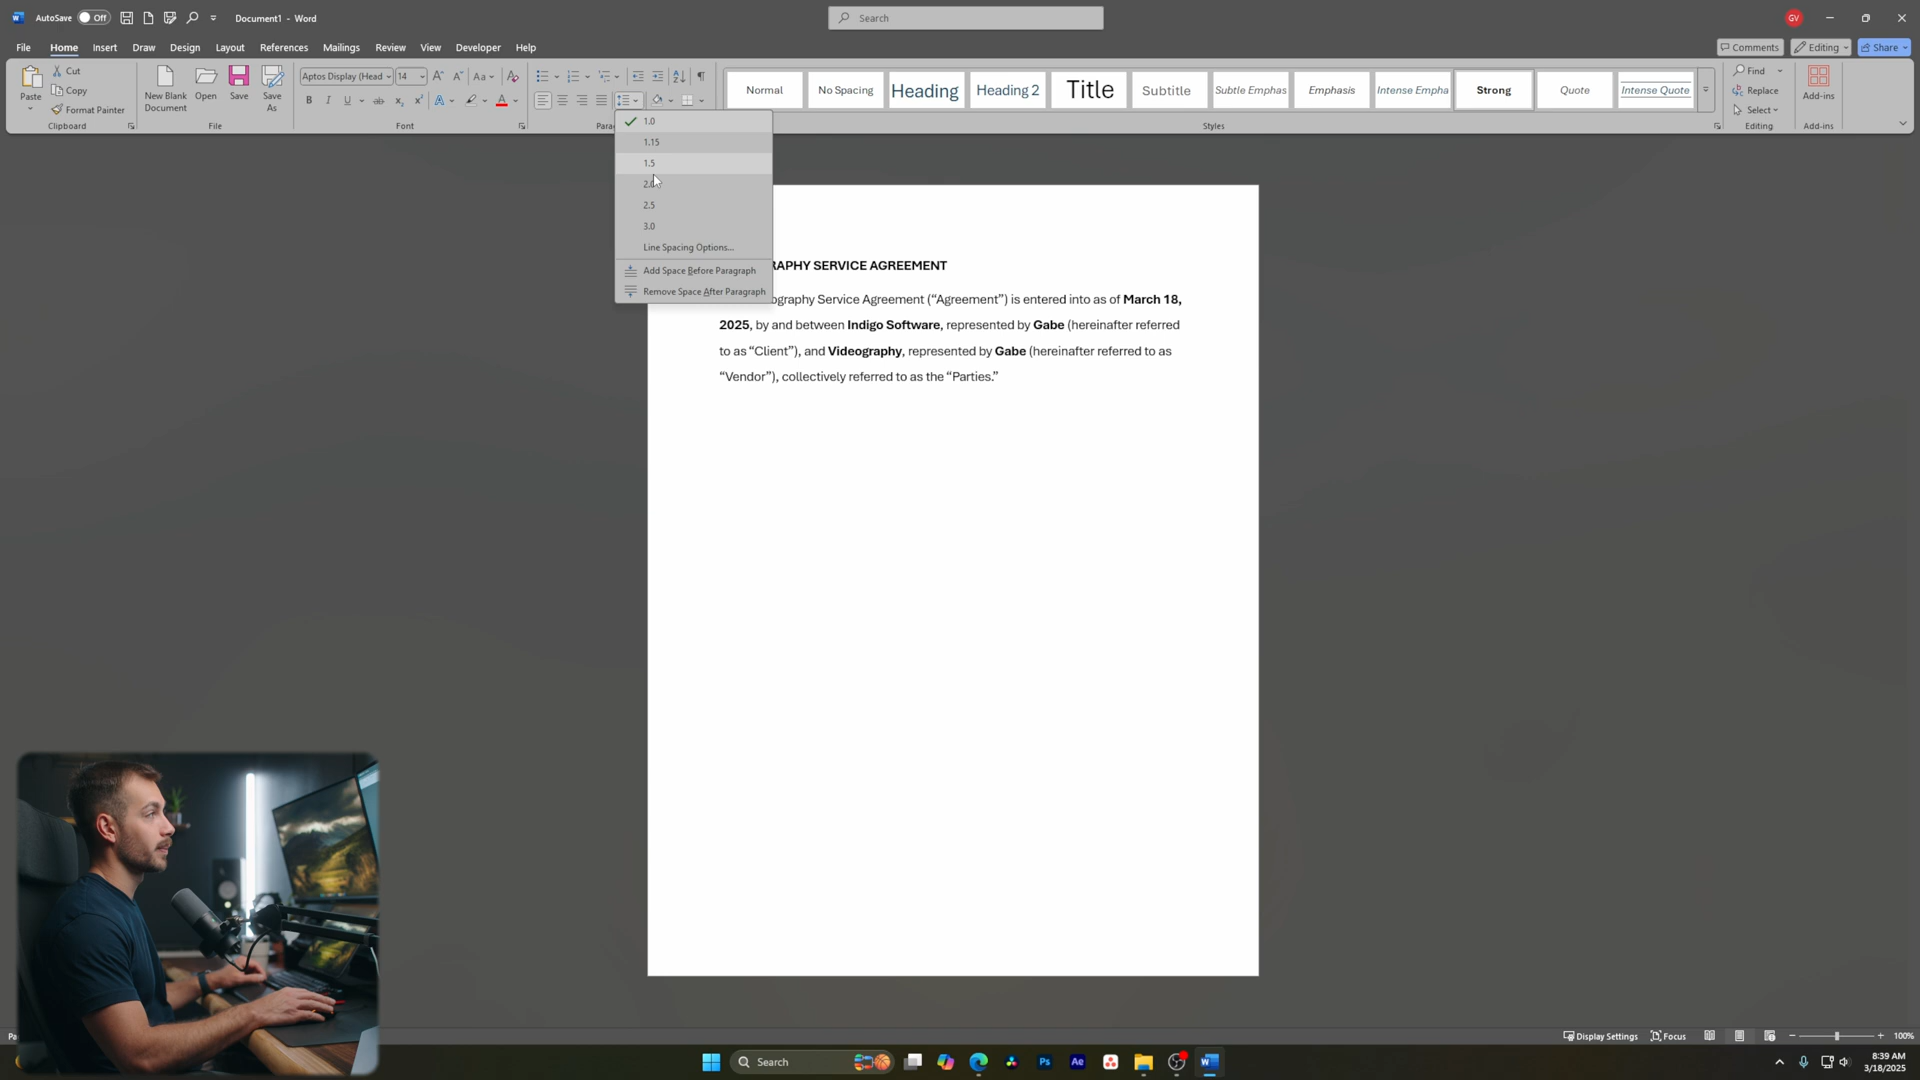 AutoSave Off Document1 - Word Search GV
File Home Insert Draw Design Layout References Mailings Review View Developer Help Comments Editing Share
Paste Cut Copy Format Painter Clipboard
New Blank Document Open Save Save As File
Aptos Display (Head 14 Font
Normal No Spacing Heading Heading 2 Title Subtitle Subtle Emphas Emphasis Intense Empha Strong Quote Intense Quote
Styles
Find Replace Select Editing
Add-ins Add-ins
1.0
1.15
1.5
2.5
3.0
Line Spacing Options...
Add Space Before Paragraph
Remove Space After Paragraph
SERVICE AGREEMENT
Service Agreement (“Agreement”) is entered into as of March 18,
2025, by and between Indigo Software, represented by Gabe (hereinafter referred
to as “Client”), and Videography, represented by Gabe (hereinafter referred to as
“Vendor”), collectively referred to as the “Parties.”
Display Settings Focus 100%
Search Ps Ae W
8:39 AM
3/18/2025